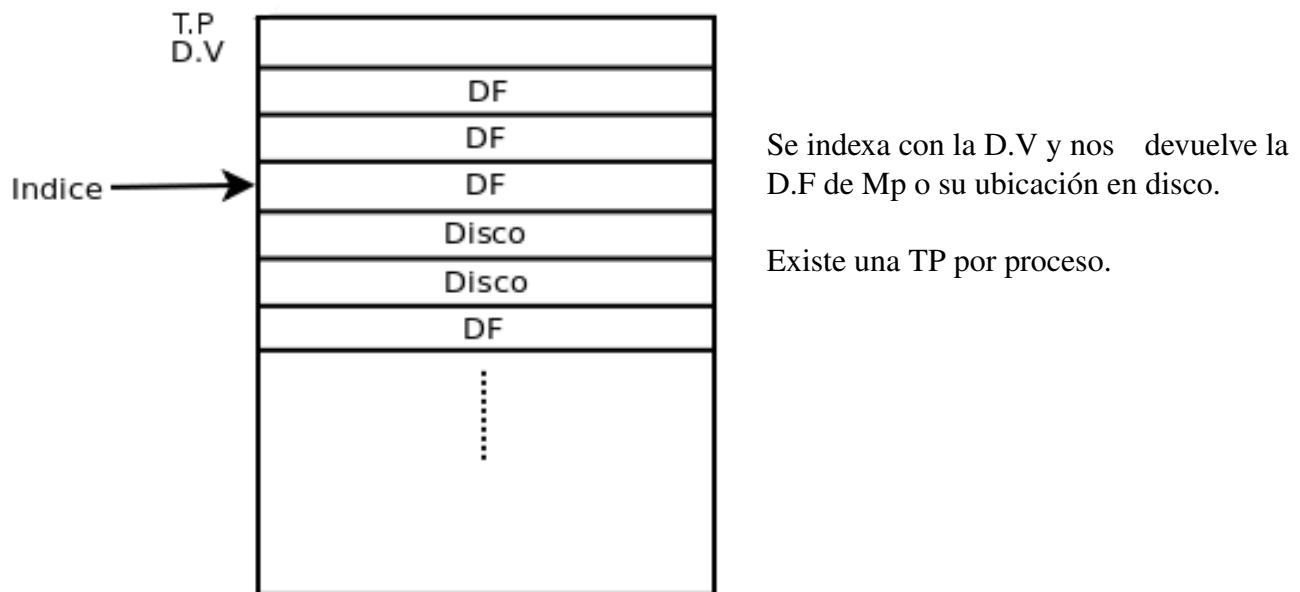 T.P
D.V
DF
DF
Indice
DF
Disco
Disco
DF
Se indexa con la D.V y nos devuelve la
D.F de Mp o su ubicación en disco.
Existe una TP por proceso.